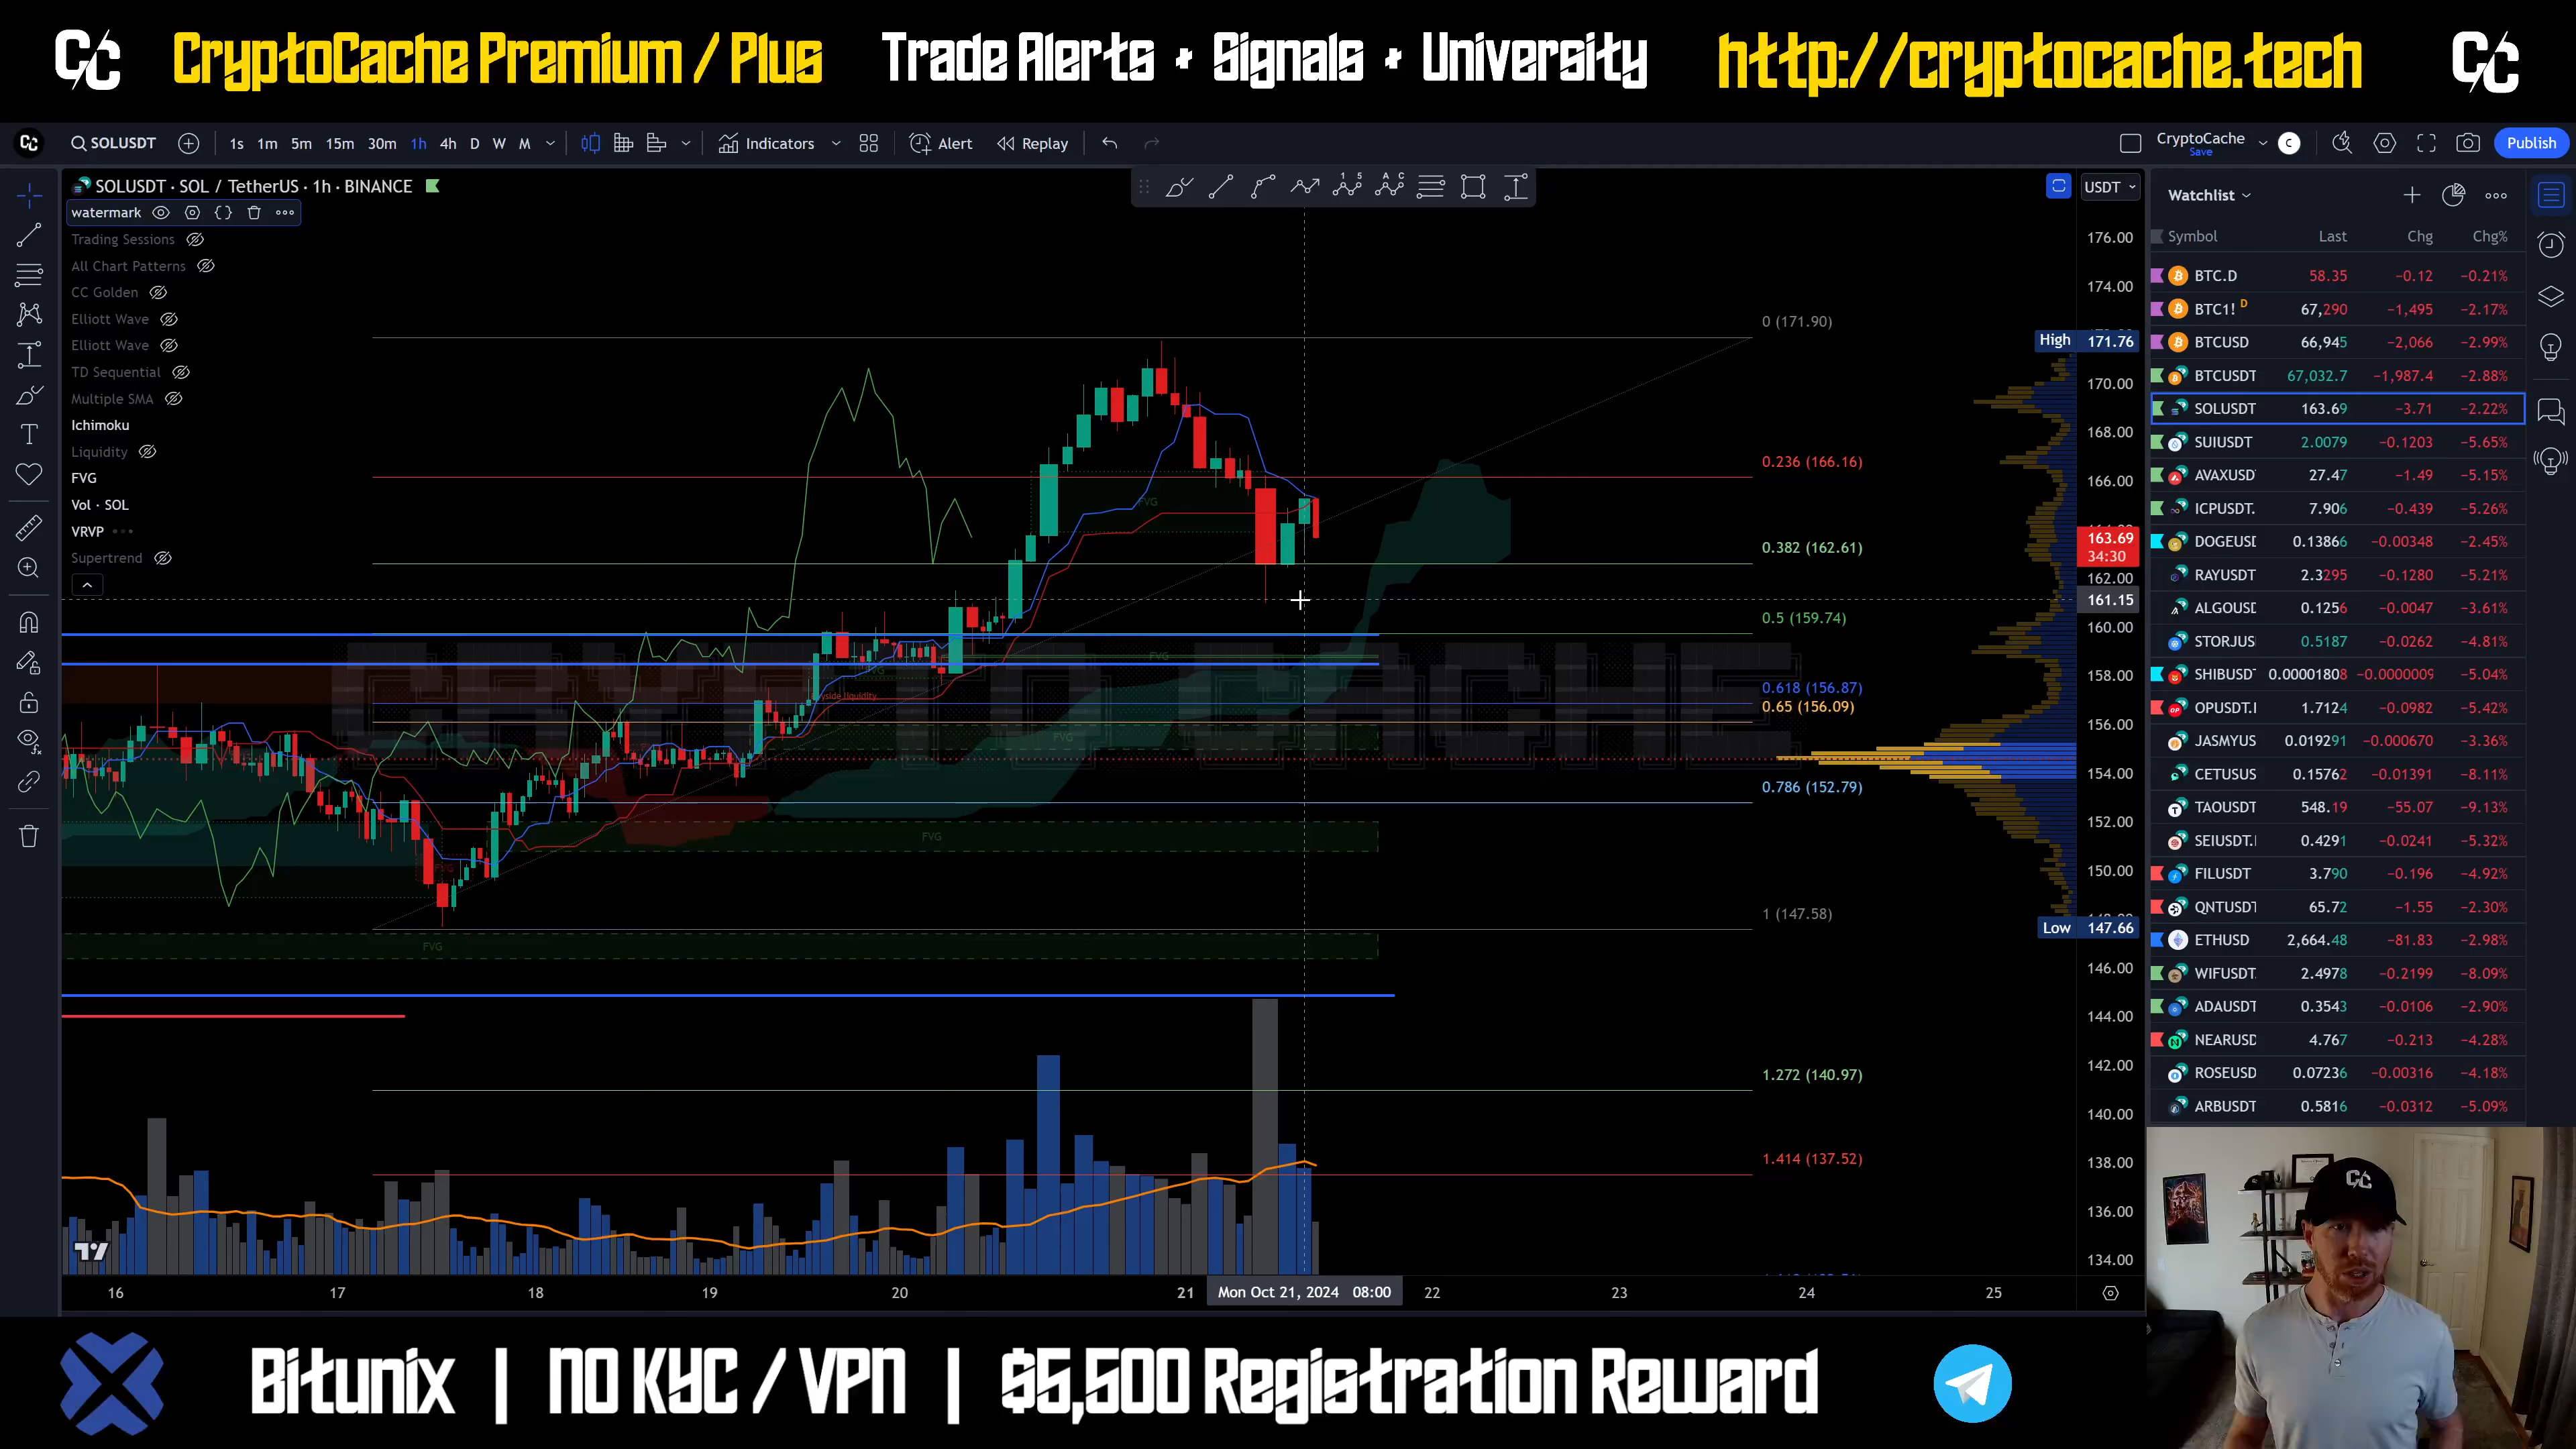 CC CryptoCache Premium / Plus Trade Alerts + Signals + University http://cryptocache.tech CC
CC SOLUSDT 1s 1m 5m 15m 30m 1h 4h D W M Indicators Alert Replay CryptoCache Save C Publish
SOLUSDT · SOL / TetherUS · 1h · BINANCE
watermark
Trading Sessions
All Chart Patterns
CC Golden
Elliott Wave
Elliott Wave
TD Sequential
Multiple SMA
Ichimoku
Liquidity
FVG
Vol · SOL
VRVP
Supertrend
0 (171.90)
0.236 (166.16)
0.382 (162.61)
0.5 (159.74)
0.618 (156.87)
0.65 (156.09)
0.786 (152.79)
1 (147.58)
1.272 (140.97)
1.414 (137.52)
FVG
FVG
FVG
FVG
FVG
CRYPTO CACHE
USDT
176.00
174.00
High 171.76
170.00
168.00
166.00
163.69
34:30
162.00
161.15
160.00
158.00
156.00
154.00
152.00
150.00
Low 147.66
146.00
144.00
142.00
140.00
138.00
136.00
134.00
16 17 18 19 20 21 Mon Oct 21, 2024 08:00 22 23 24 25
Watchlist
Symbol Last Chg Chg%
BTC.D 58.35 −0.12 −0.21%
BTC1! D 67,290 −1,495 −2.17%
BTCUSD 66,945 −2,066 −2.99%
BTCUSDT 67,032.7 −1,987.4 −2.88%
SOLUSDT 163.69 −3.71 −2.22%
SUIUSDT 2.0079 −0.1203 −5.65%
AVAXUSD 27.47 −1.49 −5.15%
ICPUSDT. 7.906 −0.439 −5.26%
DOGEUSD 0.13866 −0.00348 −2.45%
RAYUSDT 2.3295 −0.1280 −5.21%
ALGOUSD 0.1256 −0.0047 −3.61%
STORJUS 0.5187 −0.0262 −4.81%
SHIBUSDT 0.00001808 −0.0000009 −5.04%
OPUSDT.I 1.7124 −0.0982 −5.42%
JASMYUS 0.019291 −0.000670 −3.36%
CETUSUS 0.15762 −0.01391 −8.11%
TAOUSDT 548.19 −55.07 −9.13%
SEIUSDT.I 0.4291 −0.0241 −5.32%
FILUSDT 3.790 −0.196 −4.92%
QNTUSDT 65.72 −1.55 −2.30%
ETHUSD 2,664.48 −81.83 −2.98%
WIFUSDT. 2.4978 −0.2199 −8.09%
ADAUSDT 0.3543 −0.0106 −2.90%
NEARUSD 4.767 −0.213 −4.28%
ROSEUSD 0.07236 −0.00316 −4.18%
ARBUSDT 0.5816 −0.0312 −5.09%
CC
Bitunix | NO KYC / VPN | $5,500 Registration Reward